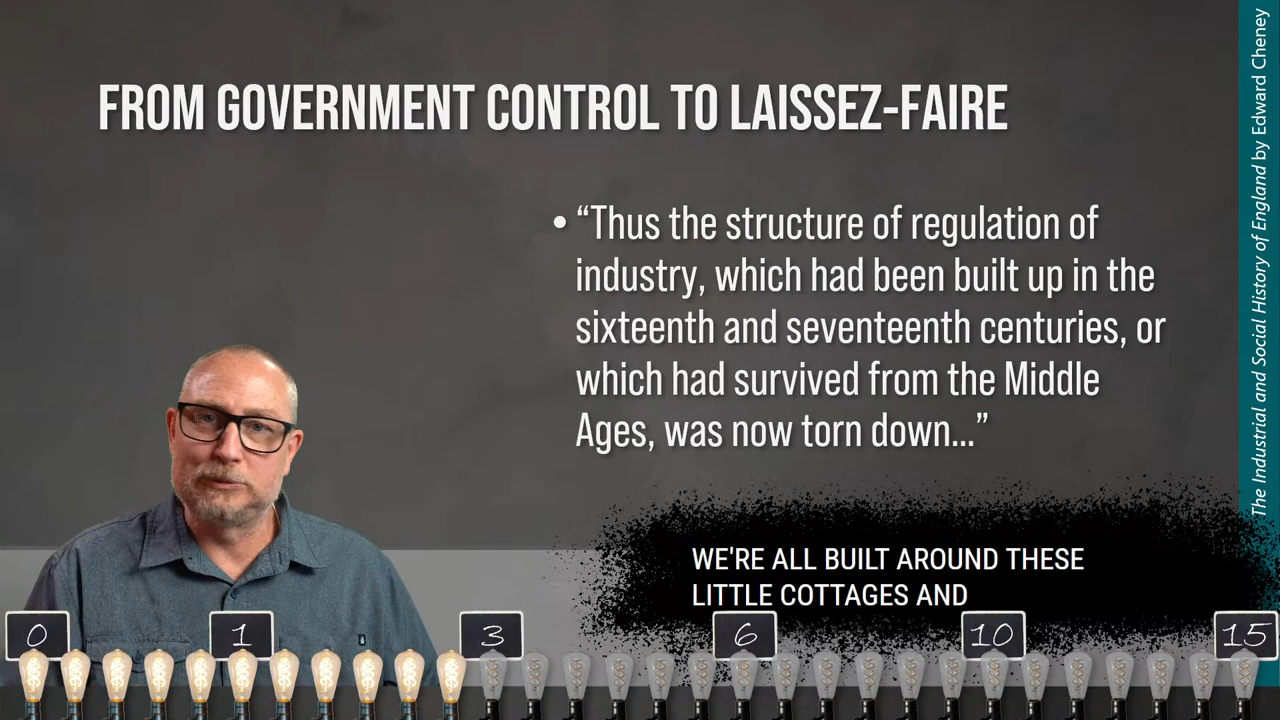 FROM GOVERNMENT CONTROL TO LAISSEZ-FAIRE
• “Thus the structure of regulation of
industry, which had been built up in the
sixteenth and seventeenth centuries, or
which had survived from the Middle
Ages, was now torn down...”
The Industrial and Social History of England by Edward Cheney
WE'RE ALL BUILT AROUND THESE
LITTLE COTTAGES AND
0 1 3 6 10 15